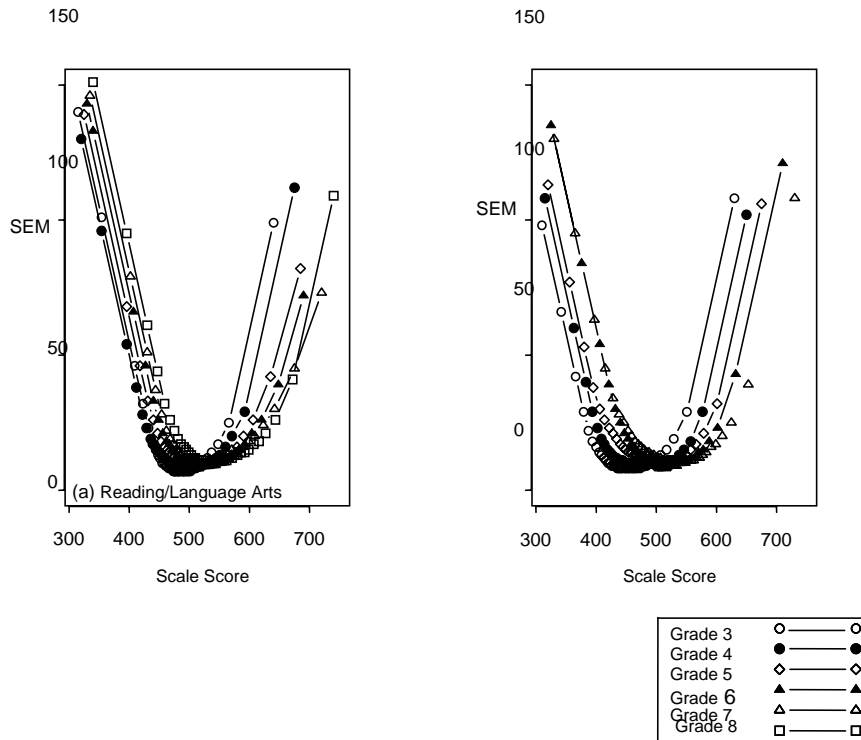 150
150
100
100
SEM
SEM
50
50
0
0
(a) Reading/Language Arts
300 400 500 600 700
300 400 500 600 700
Scale Score
Scale Score
Grade 3
Grade 4
Grade 5
Grade 6
Grade 7
Grade 8